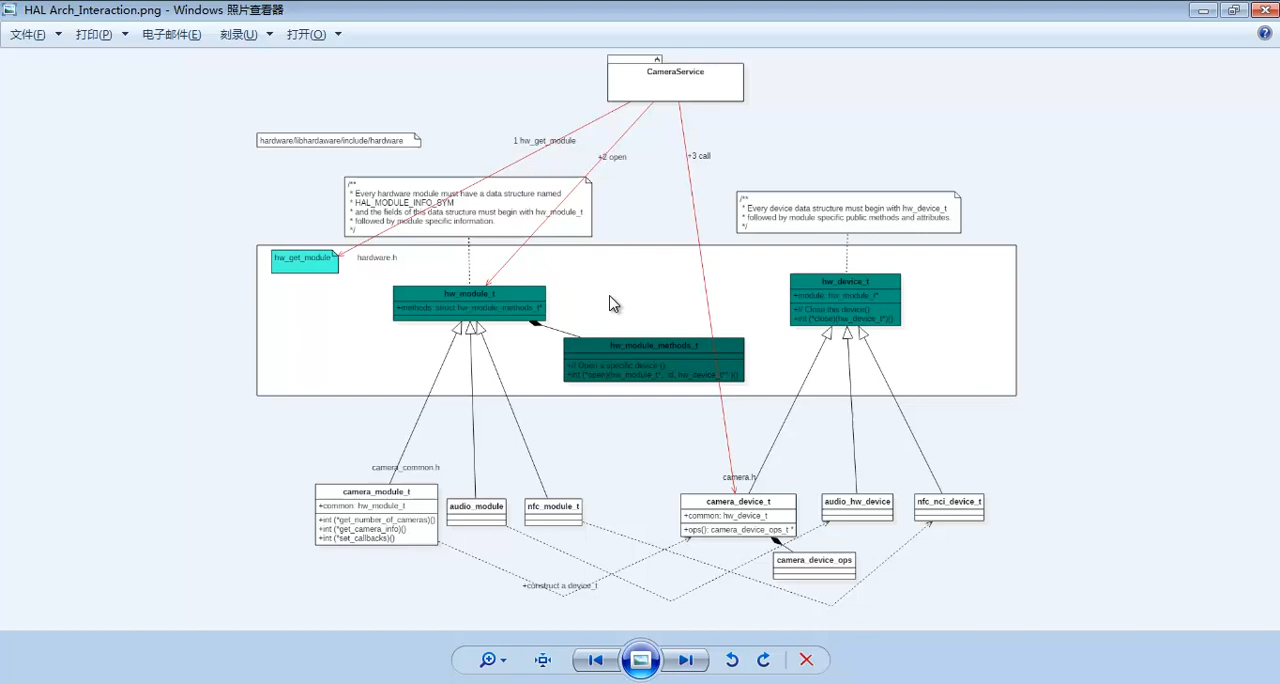 HAL Arch_Interaction.png - Windows 照片查看器
文件(F) 打印(P) 电子邮件(E) 刻录(U) 打开(O)
CameraService
hardware/libhardaware/include/hardware
1 hw_get_module
+2 open
+3 call
/**
* Every hardware module must have a data structure named
* HAL_MODULE_INFO_SYM
* and the fields of this data structure must begin with hw_module_t
* followed by module specific information.
*/
/**
* Every device data structure must begin with hw_device_t
* followed by module specific public methods and attributes.
*/
hw_get_module
hardware.h
hw_module_t
+methods: struct hw_module_methods_t*
hw_device_t
+module: hw_module_t*
+// Close this device()
+int (*close)(hw_device_t*)()
hw_module_methods_t
+// Open a specific device ()
+int (*open)(hw_module_t* , id, hw_device_t** )()
camera_common.h
camera.h
camera_module_t
+common: hw_module_t
+int (*get_number_of_cameras)()
+int (*get_camera_info)()
+int (*set_callbacks)()
audio_module
nfc_module_t
camera_device_t
+common: hw_device_t
+ops(): camera_device_ops_t *
audio_hw_device
nfc_nci_device_t
camera_device_ops
+construct a device_t